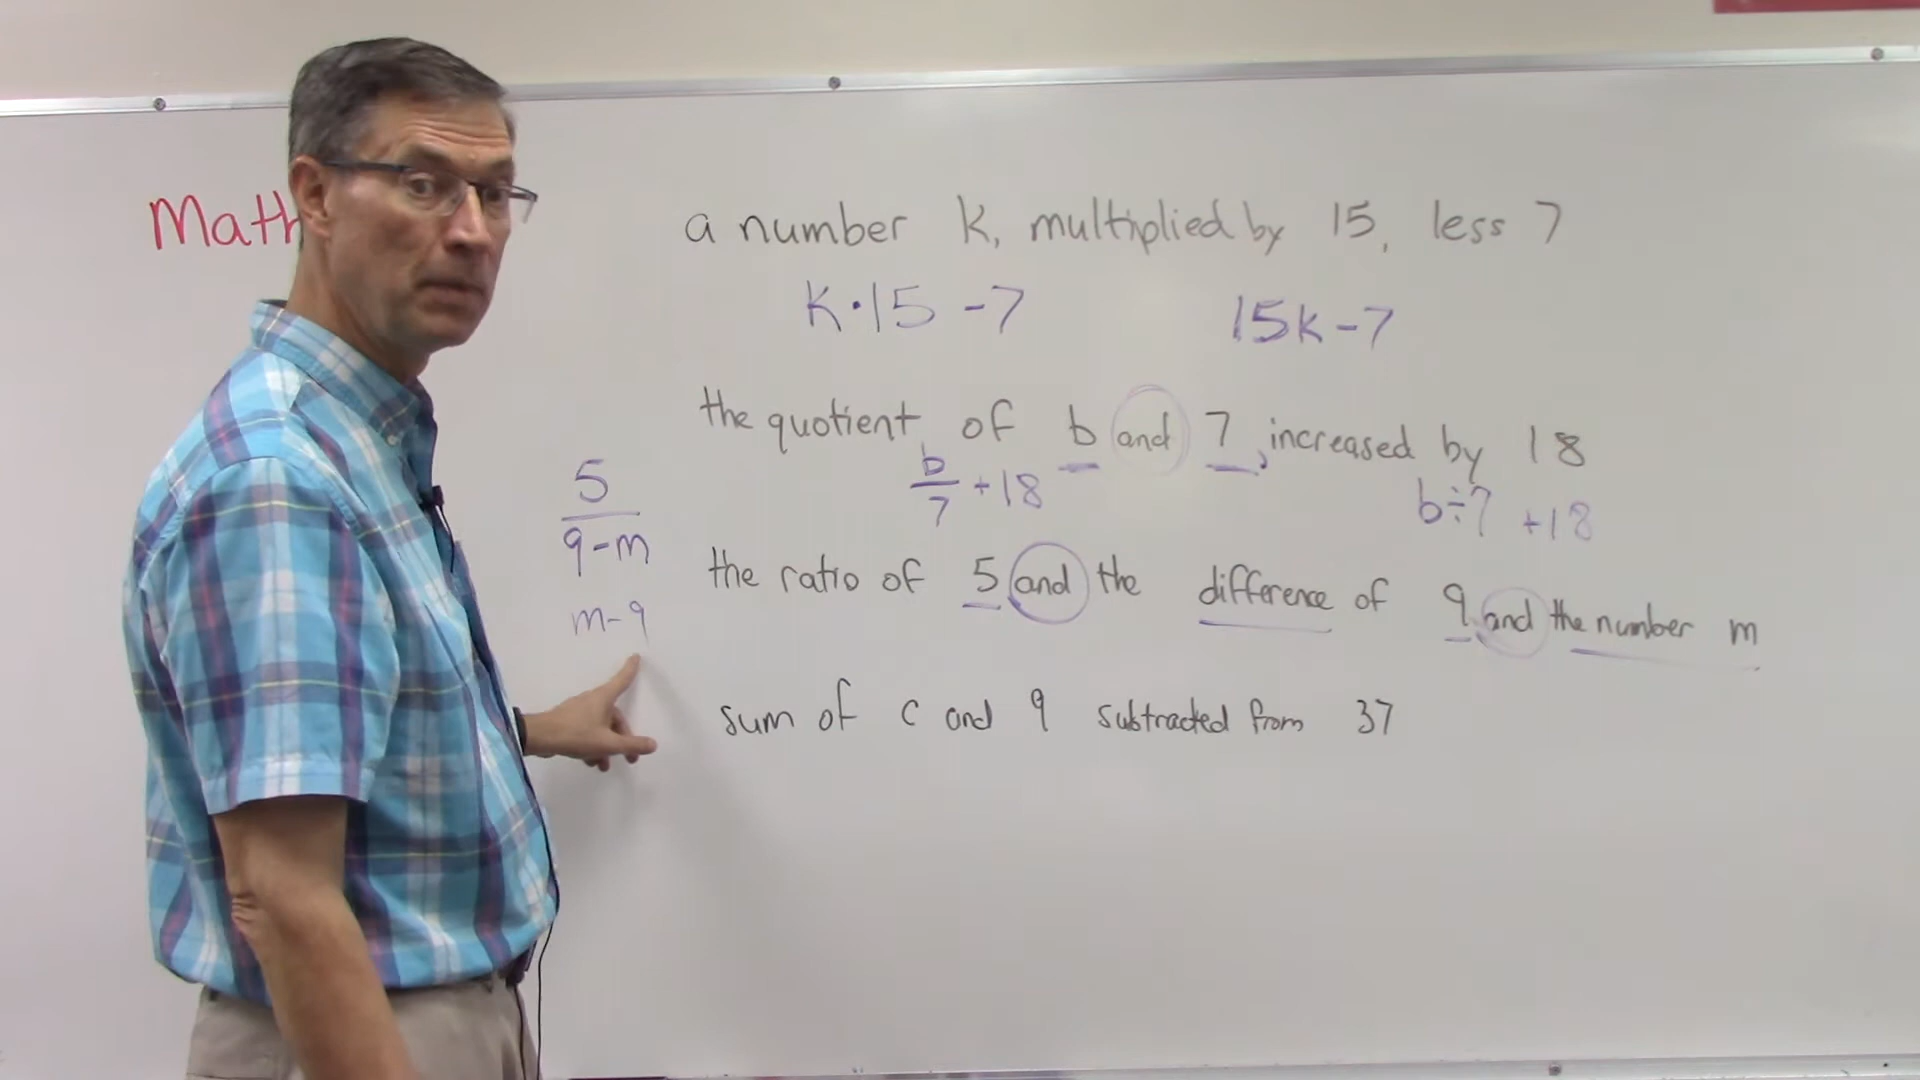 Math
a number k, multiplied by 15, less 7
k·15 -7
15k-7
the quotient of b and 7, increased by 18
b/7 +18
b÷7 +18
5/(9-m)
m-9
the ratio of 5 and the difference of 9 and the number m
sum of c and 9 subtracted from 37